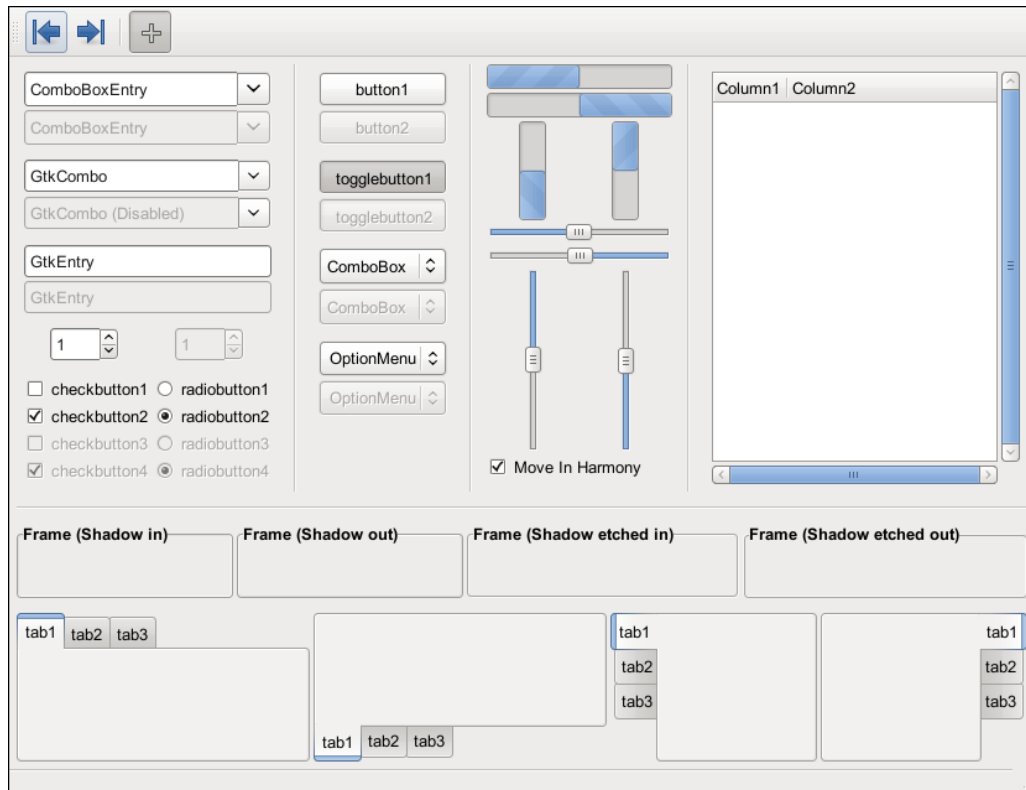 ComboBoxEntry
ComboBoxEntry
GtkCombo
GtkCombo (Disabled)
GtkEntry
GtkEntry
1 1
checkbutton1 radiobutton1
checkbutton2 radiobutton2
checkbutton3 radiobutton3
checkbutton4 radiobutton4
button1
button2
togglebutton1
togglebutton2
ComboBox
ComboBox
OptionMenu
OptionMenu
Move In Harmony
Column1 Column2
Frame (Shadow in) Frame (Shadow out) Frame (Shadow etched in) Frame (Shadow etched out)
tab1 tab2 tab3
tab1 tab2 tab3
tab1
tab2
tab3
tab1
tab2
tab3